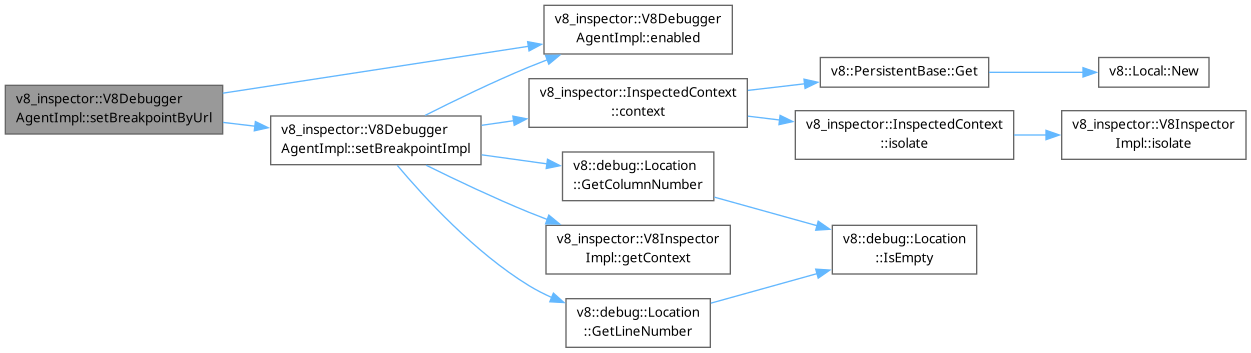 v8_inspector::V8Debugger
AgentImpl::setBreakpointByUrl
v8_inspector::V8Debugger
AgentImpl::enabled
v8_inspector::V8Debugger
AgentImpl::setBreakpointImpl
v8_inspector::InspectedContext
::context
v8::PersistentBase::Get
v8::Local::New
v8_inspector::InspectedContext
::isolate
v8_inspector::V8Inspector
Impl::isolate
v8::debug::Location
::GetColumnNumber
v8_inspector::V8Inspector
Impl::getContext
v8::debug::Location
::IsEmpty
v8::debug::Location
::GetLineNumber